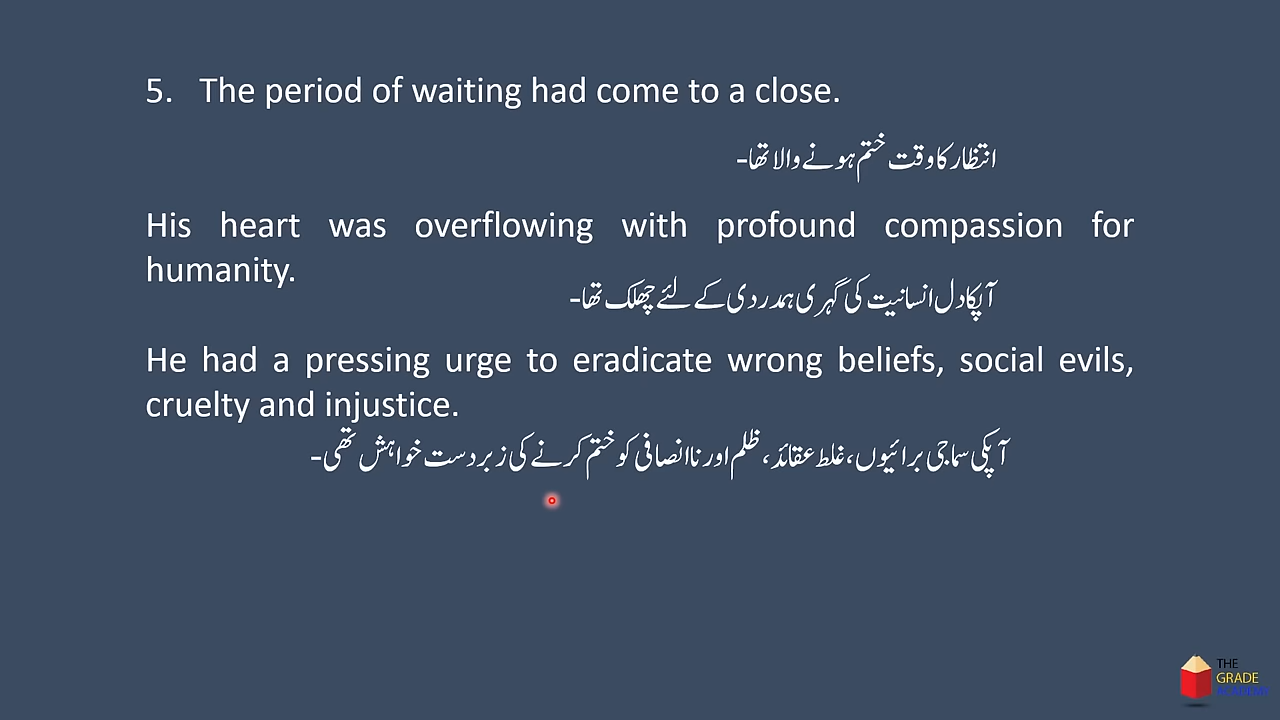 5. The period of waiting had come to a close.
انتظار کا وقت ختم ہونے والا تھا-
His heart was overflowing with profound compassion for
humanity.
آپکا دل انسانیت کی گہری ہمدردی کے لئے چھلک تھا-
He had a pressing urge to eradicate wrong beliefs, social evils,
cruelty and injustice.
آپکی سماجی برائیوں، غلط عقائد، ظلم اور ناانصافی کو ختم کرنے کی زبردست خواہش تھی-
THE
GRADE
ACADEMY